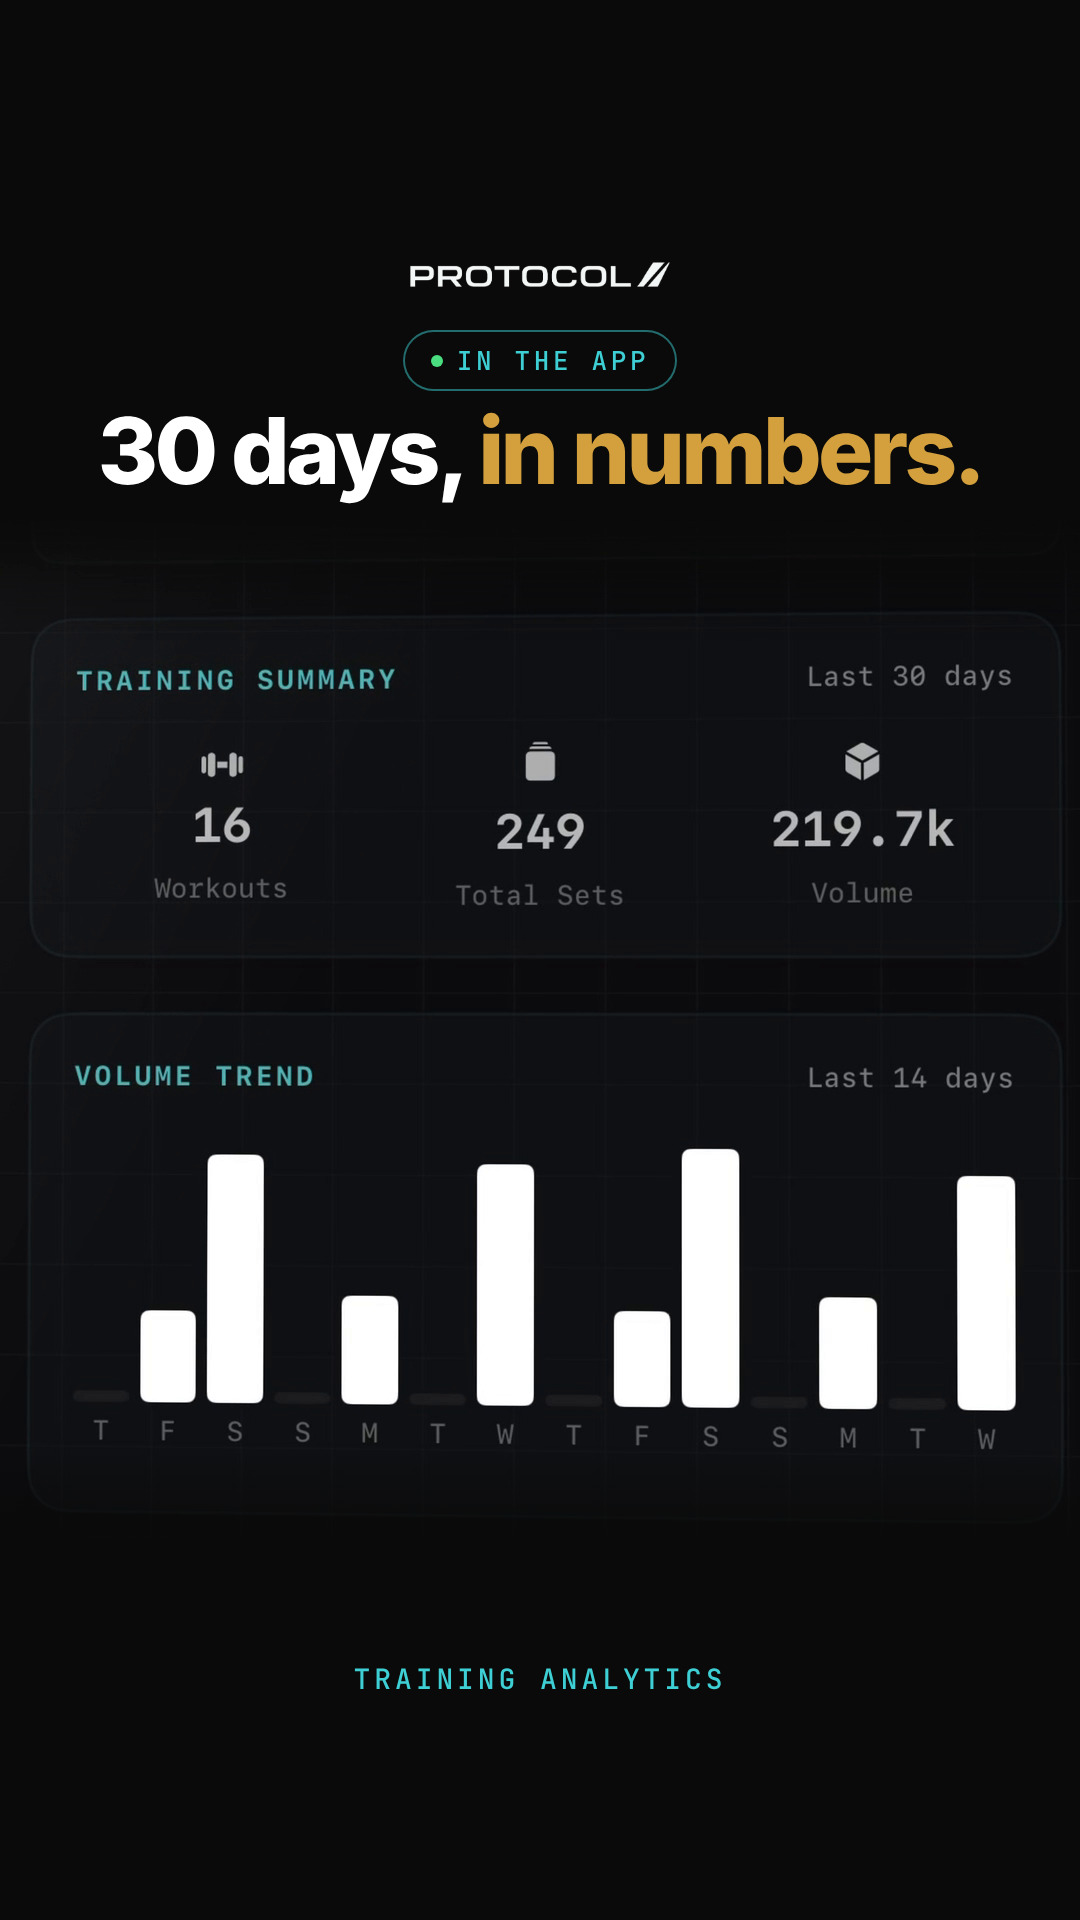 PROTOCOL
IN THE APP
30 days, in numbers.
TRAINING SUMMARY Last 30 days
16 249 219.7k
Workouts Total Sets Volume
VOLUME TREND Last 14 days
T F S S M T W T F S S M T W
TRAINING ANALYTICS